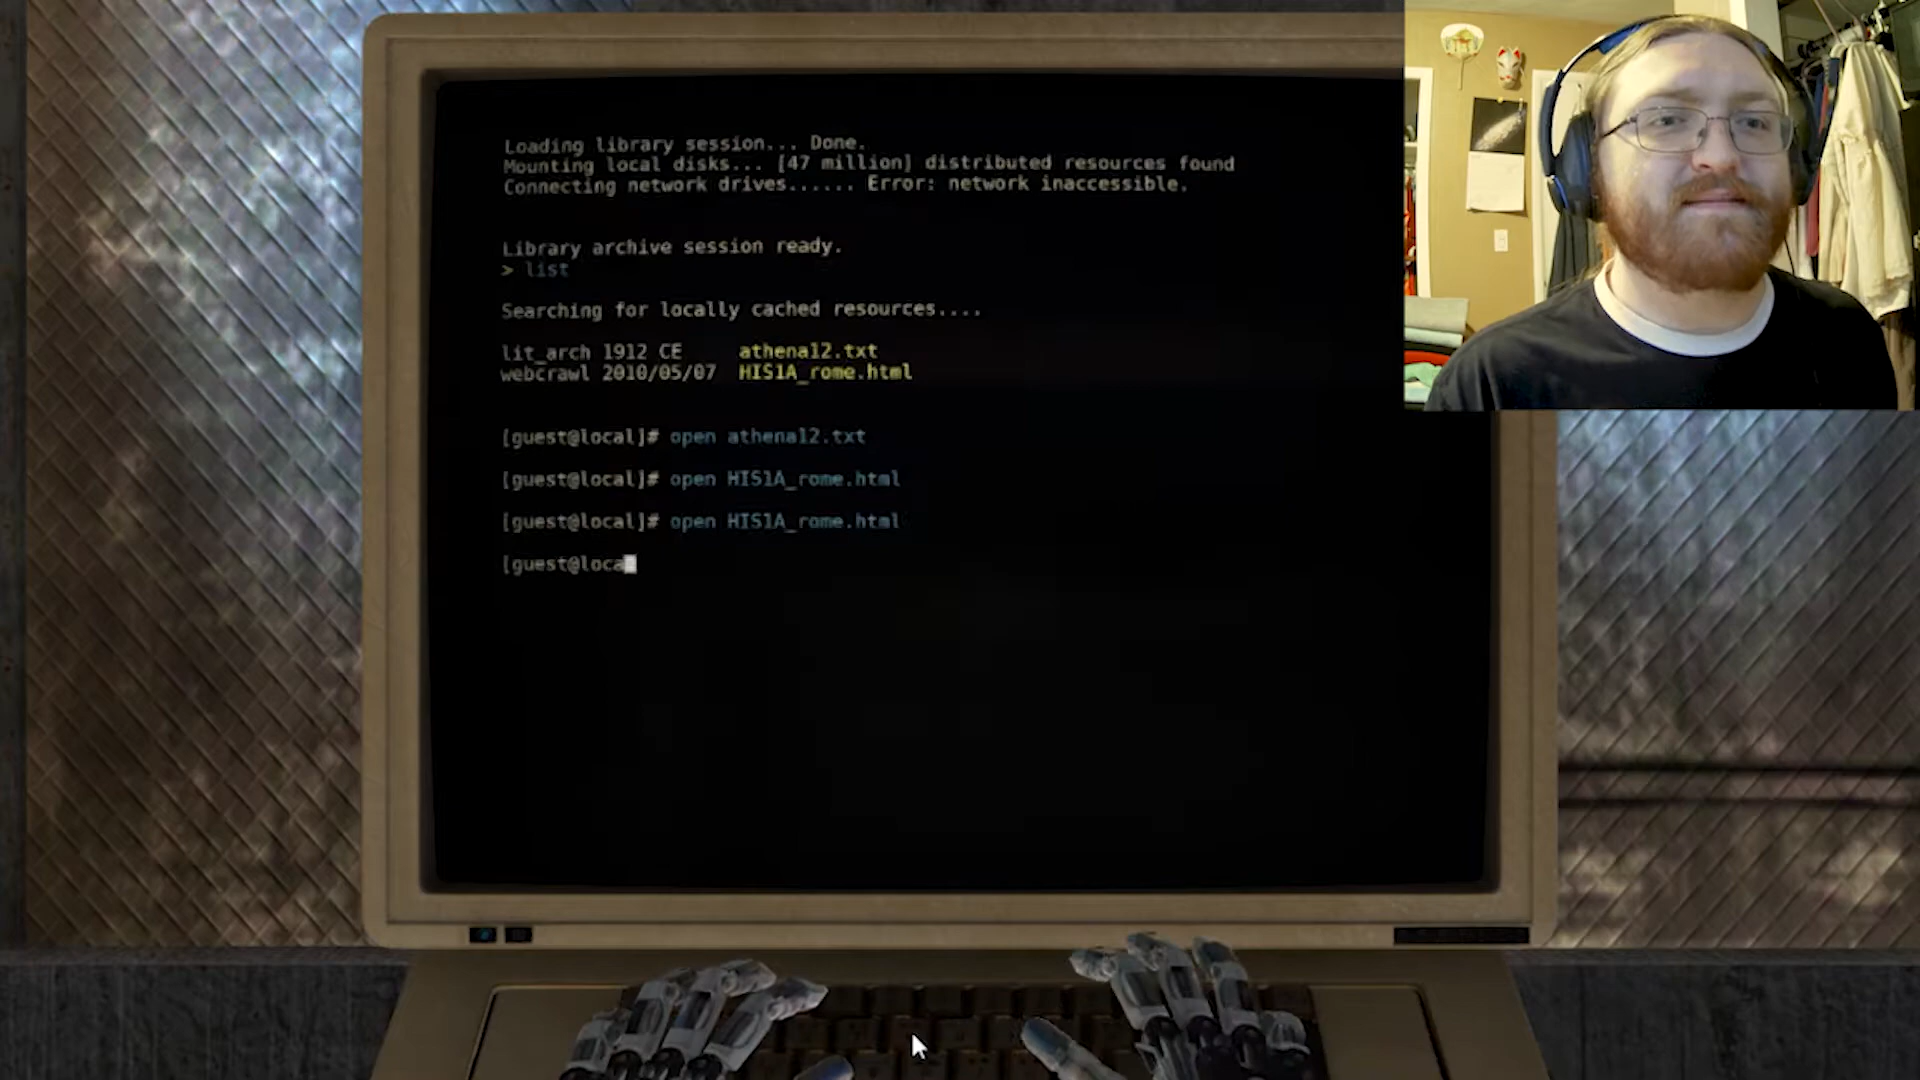 Loading library session... Done.
Mounting local disks... [47 million] distributed resources found
Connecting network drives...... Error: network inaccessible.
Library archive session ready.
> list
Searching for locally cached resources....
lit_arch 1912 CE athena12.txt
webcrawl 2010/05/07 HIS1A_rome.html
[guest@local]# open athena12.txt
[guest@local]# open HIS1A_rome.html
[guest@local]# open HIS1A_rome.html
[guest@loca